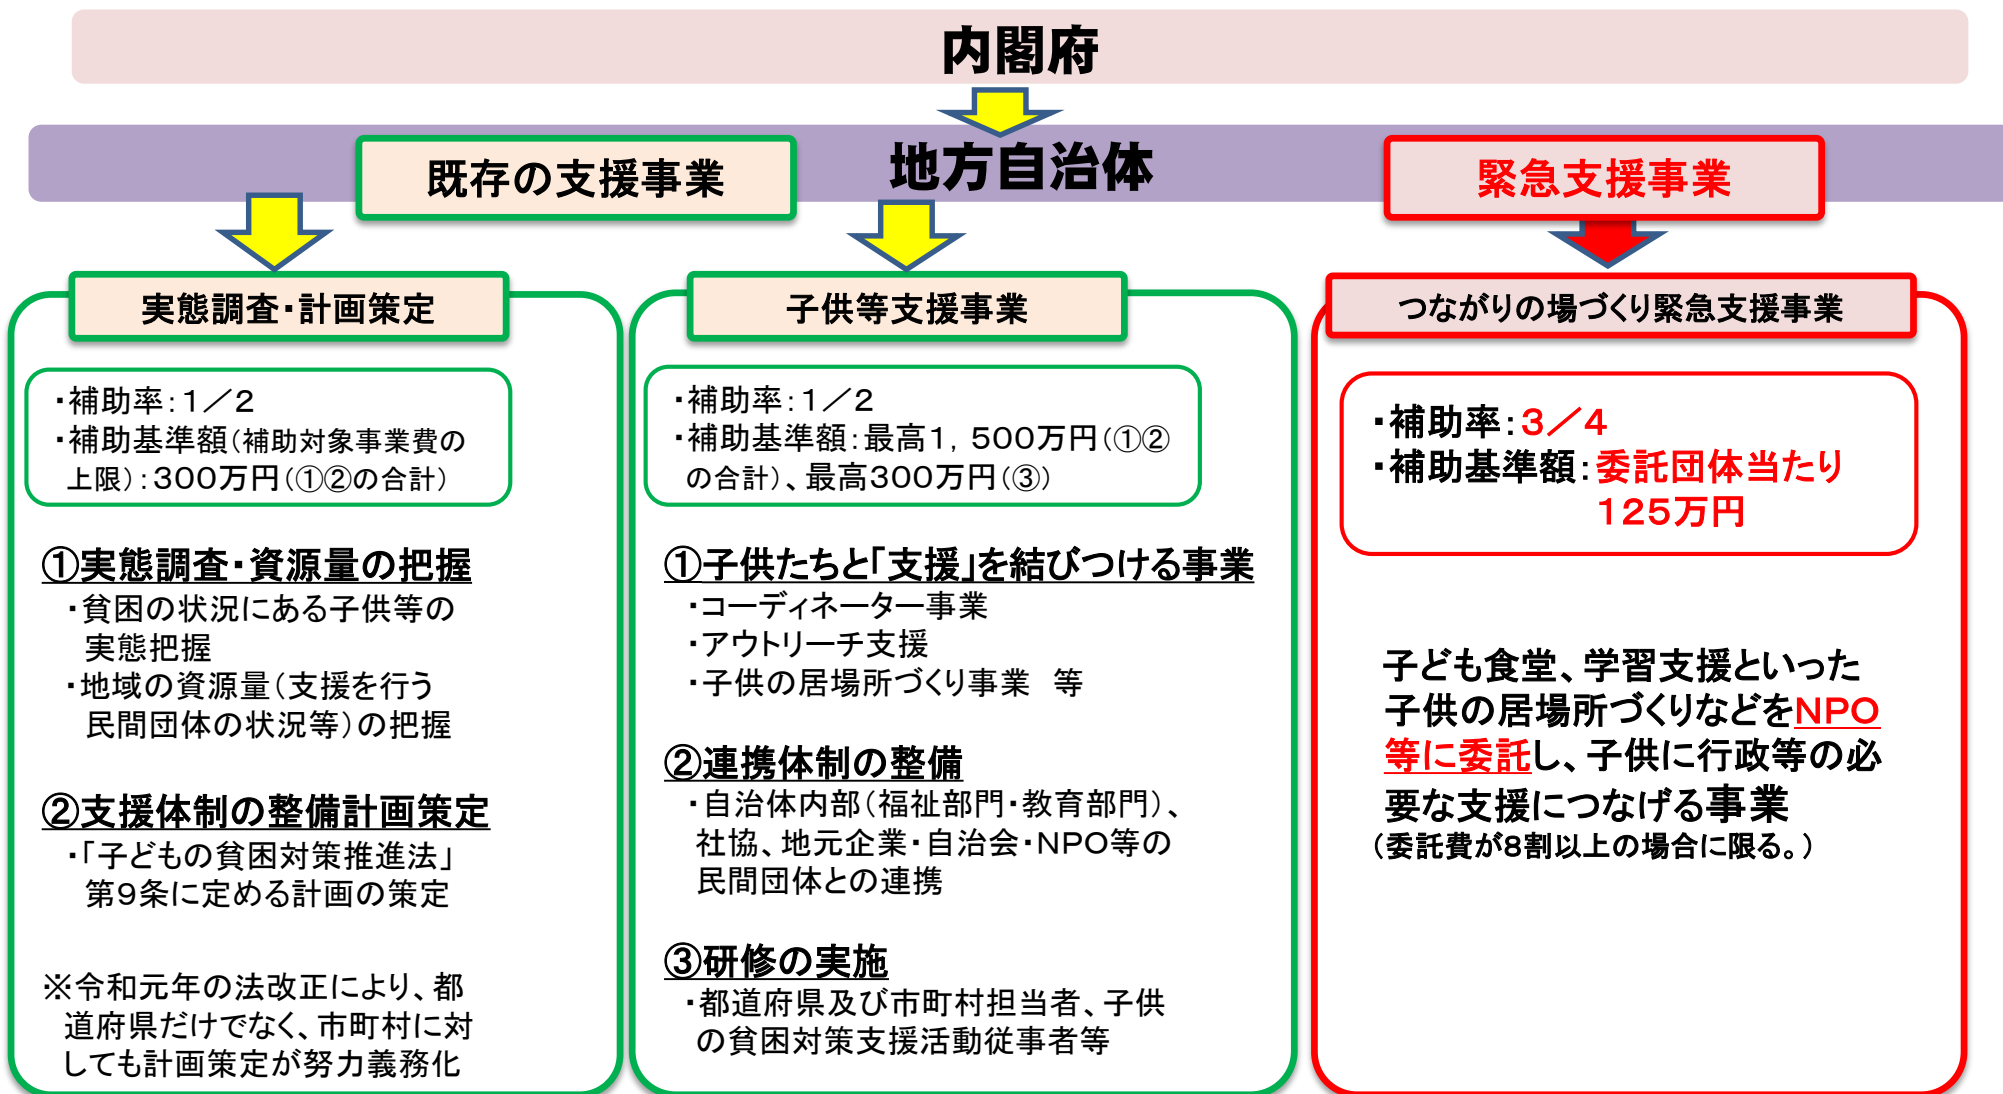 内閣府
地方自治体
既存の支援事業
緊急支援事業
実態調査・計画策定
・補助率：１／２
・補助基準額（補助対象事業費の
上限）：３００万円（①②の合計）
①実態調査・資源量の把握
・貧困の状況にある子供等の
実態把握
・地域の資源量（支援を行う
民間団体の状況等）の把握
②支援体制の整備計画策定
・「子どもの貧困対策推進法」
第９条に定める計画の策定
※令和元年の法改正により、都
道府県だけでなく、市町村に対
しても計画策定が努力義務化
子供等支援事業
・補助率：１／２
・補助基準額：最高１，５００万円（①②
の合計）、最高３００万円（③）
①子供たちと「支援」を結びつける事業
・コーディネーター事業
・アウトリーチ支援
・子供の居場所づくり事業　等
②連携体制の整備
・自治体内部（福祉部門・教育部門）、
社協、地元企業・自治会・ＮＰＯ等の
民間団体との連携
③研修の実施
・都道府県及び市町村担当者、子供
の貧困対策支援活動従事者等
つながりの場づくり緊急支援事業
・補助率：３／４
・補助基準額：委託団体当たり
１２５万円
子ども食堂、学習支援といった
子供の居場所づくりなどをＮＰＯ
等に委託し、子供に行政等の必
要な支援につなげる事業
（委託費が８割以上の場合に限る。）